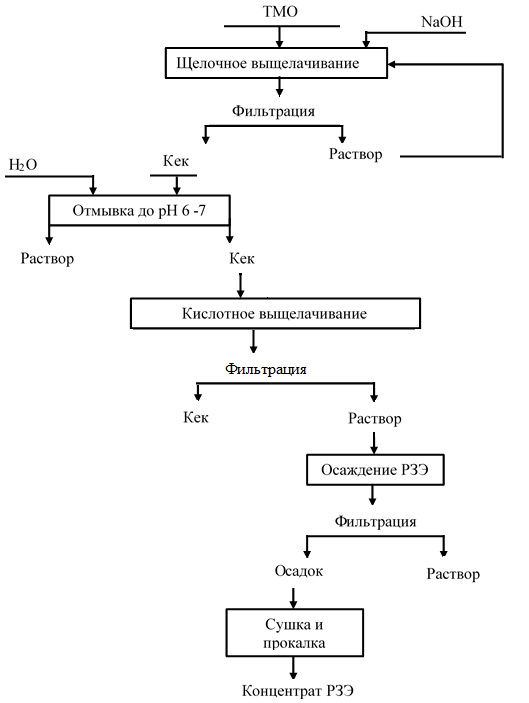 ТМО
NaOH
Щелочное выщелачивание
Фильтрация
Раствор
H2O
Кек
Отмывка до pH 6 -7
Раствор
Кек
Кислотное выщелачивание
Фильтрация
Кек
Раствор
Осаждение РЗЭ
Фильтрация
Осадок
Раствор
Сушка и
прокалка
Концентрат РЗЭ